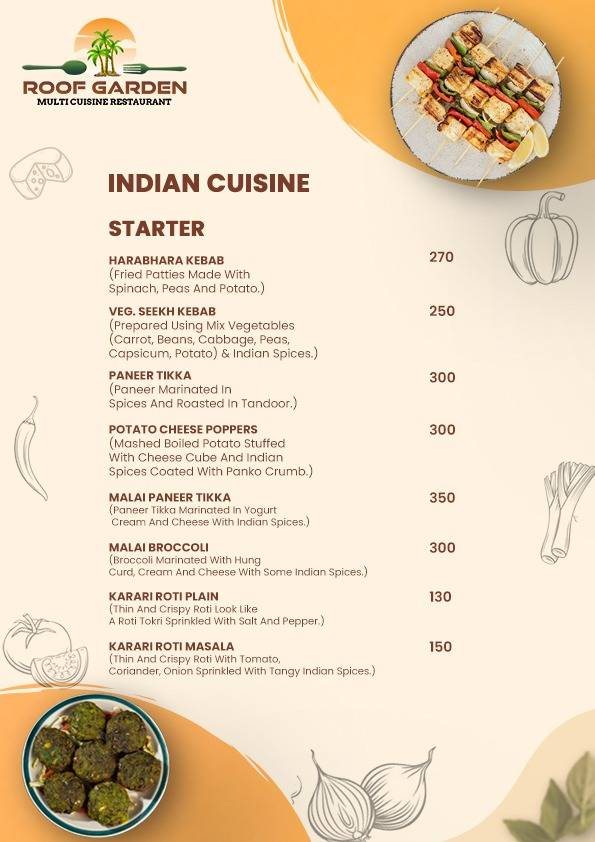 ROOF GARDEN
MULTI CUISINE RESTAURANT
INDIAN CUISINE
STARTER
HARABHARA KEBAB 270
(Fried Patties Made With
Spinach, Peas And Potato.)
VEG. SEEKH KEBAB 250
(Prepared Using Mix Vegetables
(Carrot, Beans, Cabbage, Peas,
Capsicum, Potato) & Indian Spices.)
PANEER TIKKA 300
(Paneer Marinated In
Spices And Roasted In Tandoor.)
POTATO CHEESE POPPERS 300
(Mashed Boiled Potato Stuffed
With Cheese Cube And Indian
Spices Coated With Panko Crumb.)
MALAI PANEER TIKKA 350
(Paneer Tikka Marinated In Yogurt
Cream And Cheese With Indian Spices.)
MALAI BROCCOLI 300
(Broccoli Marinated With Hung
Curd, Cream And Cheese With Some Indian Spices.)
KARARI ROTI PLAIN 130
(Thin And Crispy Roti Look Like
A Roti Tokri Sprinkled With Salt And Pepper.)
KARARI ROTI MASALA 150
(Thin And Crispy Roti With Tomato,
Coriander, Onion Sprinkled With Tangy Indian Spices.)